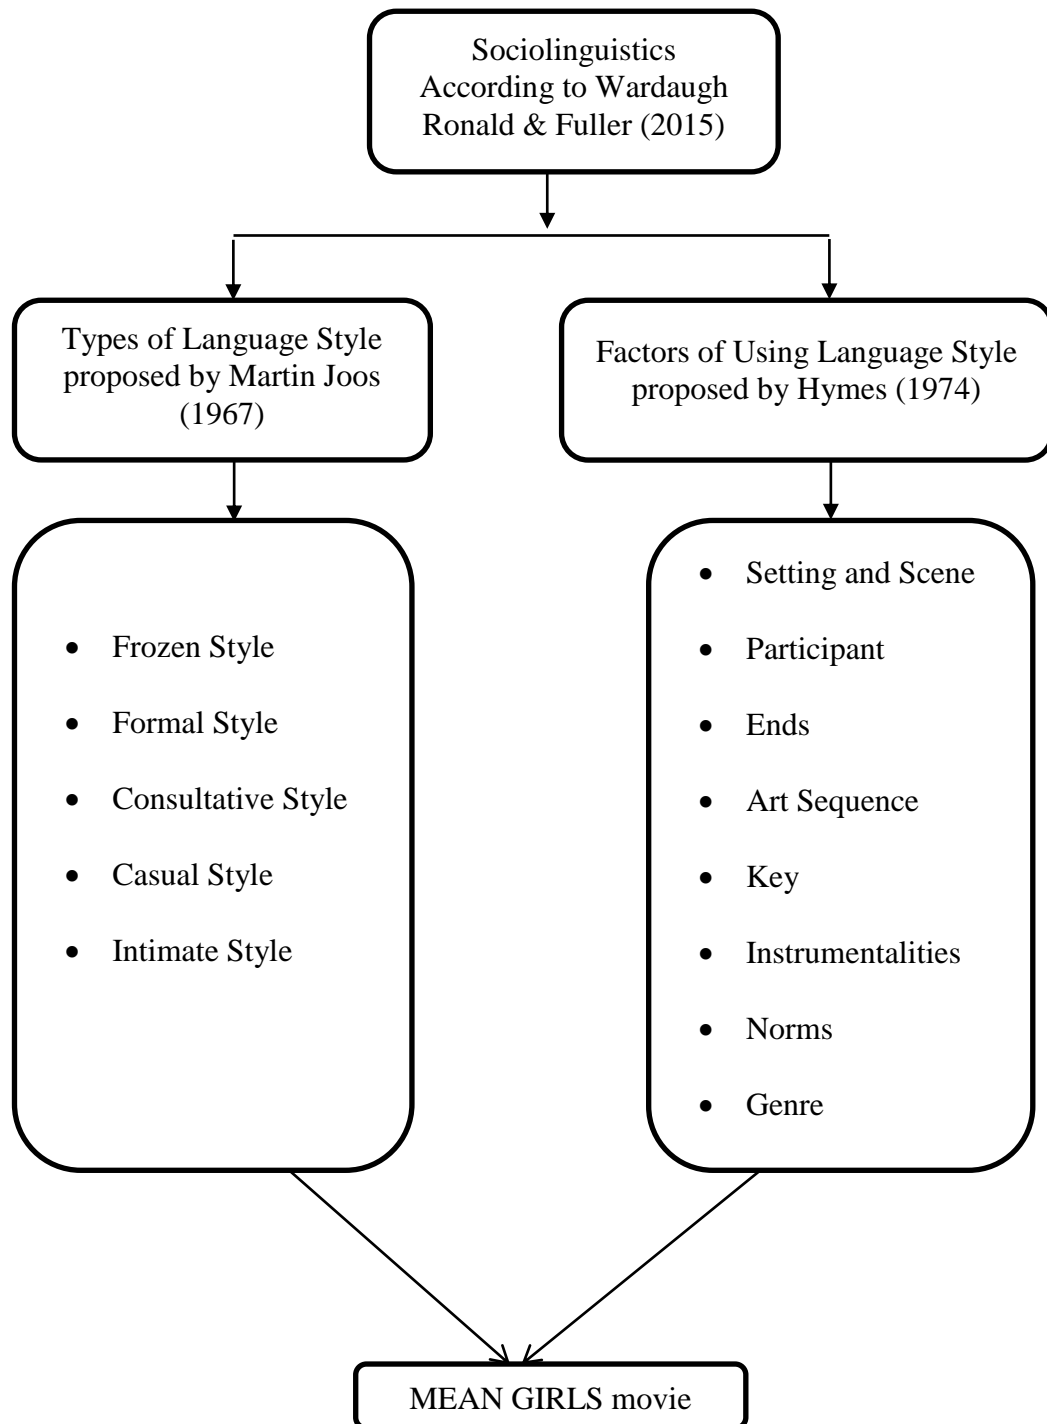 Sociolinguistics
According to Wardaugh
Ronald & Fuller (2015)
Types of Language Style
proposed by Martin Joos
(1967)
Factors of Using Language Style
proposed by Hymes (1974)
• Frozen Style
• Formal Style
• Consultative Style
• Casual Style
• Intimate Style
• Setting and Scene
• Participant
• Ends
• Art Sequence
• Key
• Instrumentalities
• Norms
• Genre
MEAN GIRLS movie